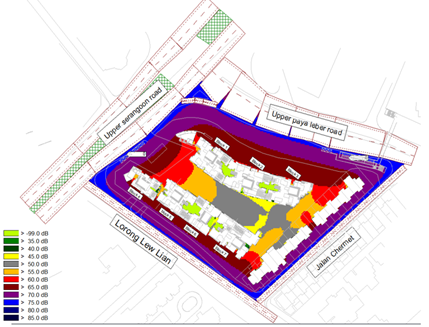 Upper serangoon road
Upper paya leber road
Lorong Lew Lian
Jalan Chermet
> -99.0 dB
> 35.0 dB
> 40.0 dB
> 45.0 dB
> 50.0 dB
> 55.0 dB
> 60.0 dB
> 65.0 dB
> 70.0 dB
> 75.0 dB
> 80.0 dB
> 85.0 dB